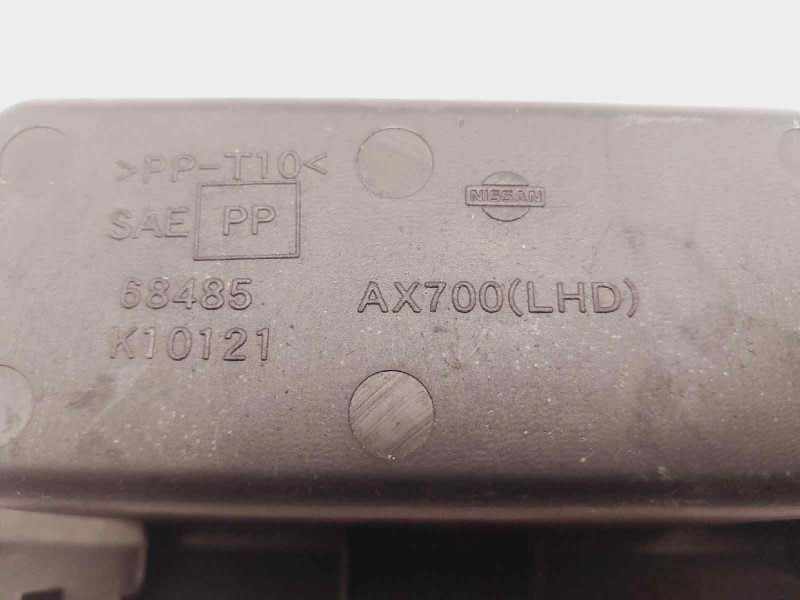 >PP-T10<
SAE PP
NISSAN
68485
AX700(LHD)
K10121